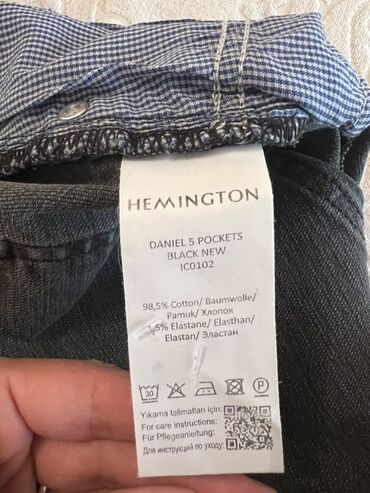 HEMINGTON
DANIEL 5 POCKETS
BLACK NEW
IC0102
98,5% Cotton/ Baumwolle/
Pamuk/ Хлопок
,5% Elastane/ Elasthan/
Elastan/ Эластан
30
P
Yıkama talimatları için:
For care instructions:
Für Pflegeanleitung:
Для инструкций по уходу: